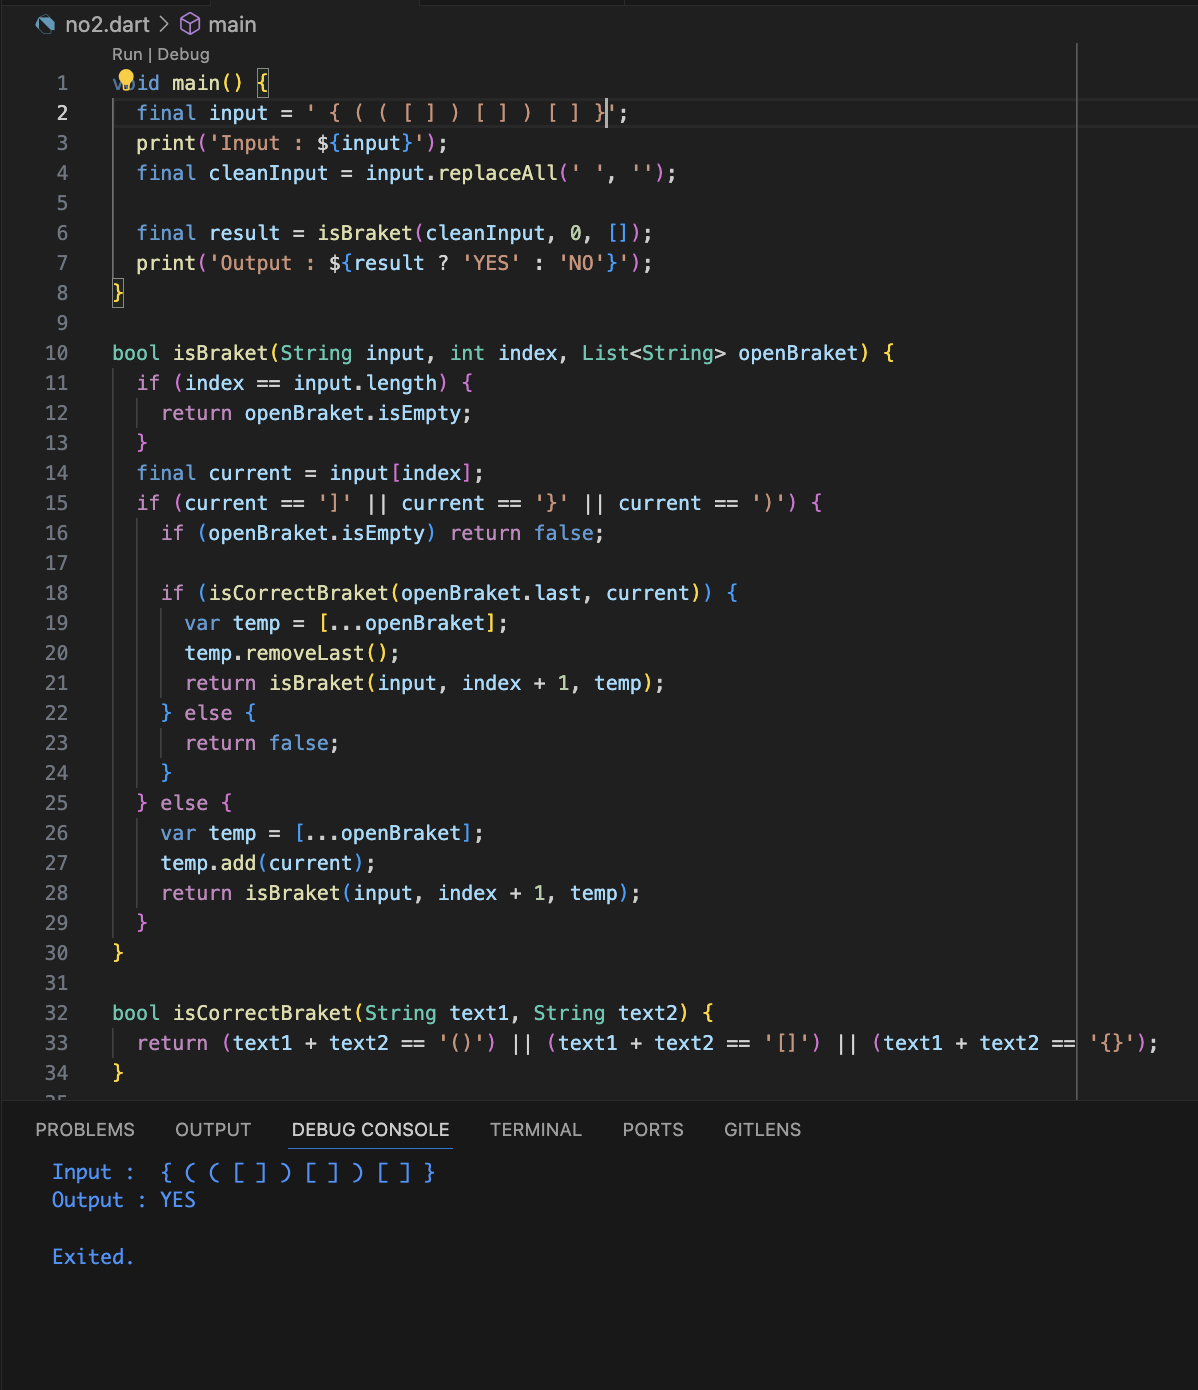 no2.dart > main
Run | Debug
1 void main() {
2 final input = ' { ( ( [ ] ) [ ] ) [ ] }';
3 print('Input : ${input}');
4 final cleanInput = input.replaceAll(' ', '');
5
6 final result = isBraket(cleanInput, 0, []);
7 print('Output : ${result ? 'YES' : 'NO'}');
8 }
9
10 bool isBraket(String input, int index, List<String> openBraket) {
11 if (index == input.length) {
12 return openBraket.isEmpty;
13 }
14 final current = input[index];
15 if (current == ']' || current == '}' || current == ')') {
16 if (openBraket.isEmpty) return false;
17
18 if (isCorrectBraket(openBraket.last, current)) {
19 var temp = [...openBraket];
20 temp.removeLast();
21 return isBraket(input, index + 1, temp);
22 } else {
23 return false;
24 }
25 } else {
26 var temp = [...openBraket];
27 temp.add(current);
28 return isBraket(input, index + 1, temp);
29 }
30 }
31
32 bool isCorrectBraket(String text1, String text2) {
33 return (text1 + text2 == '()') || (text1 + text2 == '[]') || (text1 + text2 == '{}');
34 }
35
PROBLEMS OUTPUT DEBUG CONSOLE TERMINAL PORTS GITLENS
Input :  { ( ( [ ] ) [ ] ) [ ] }
Output : YES
Exited.